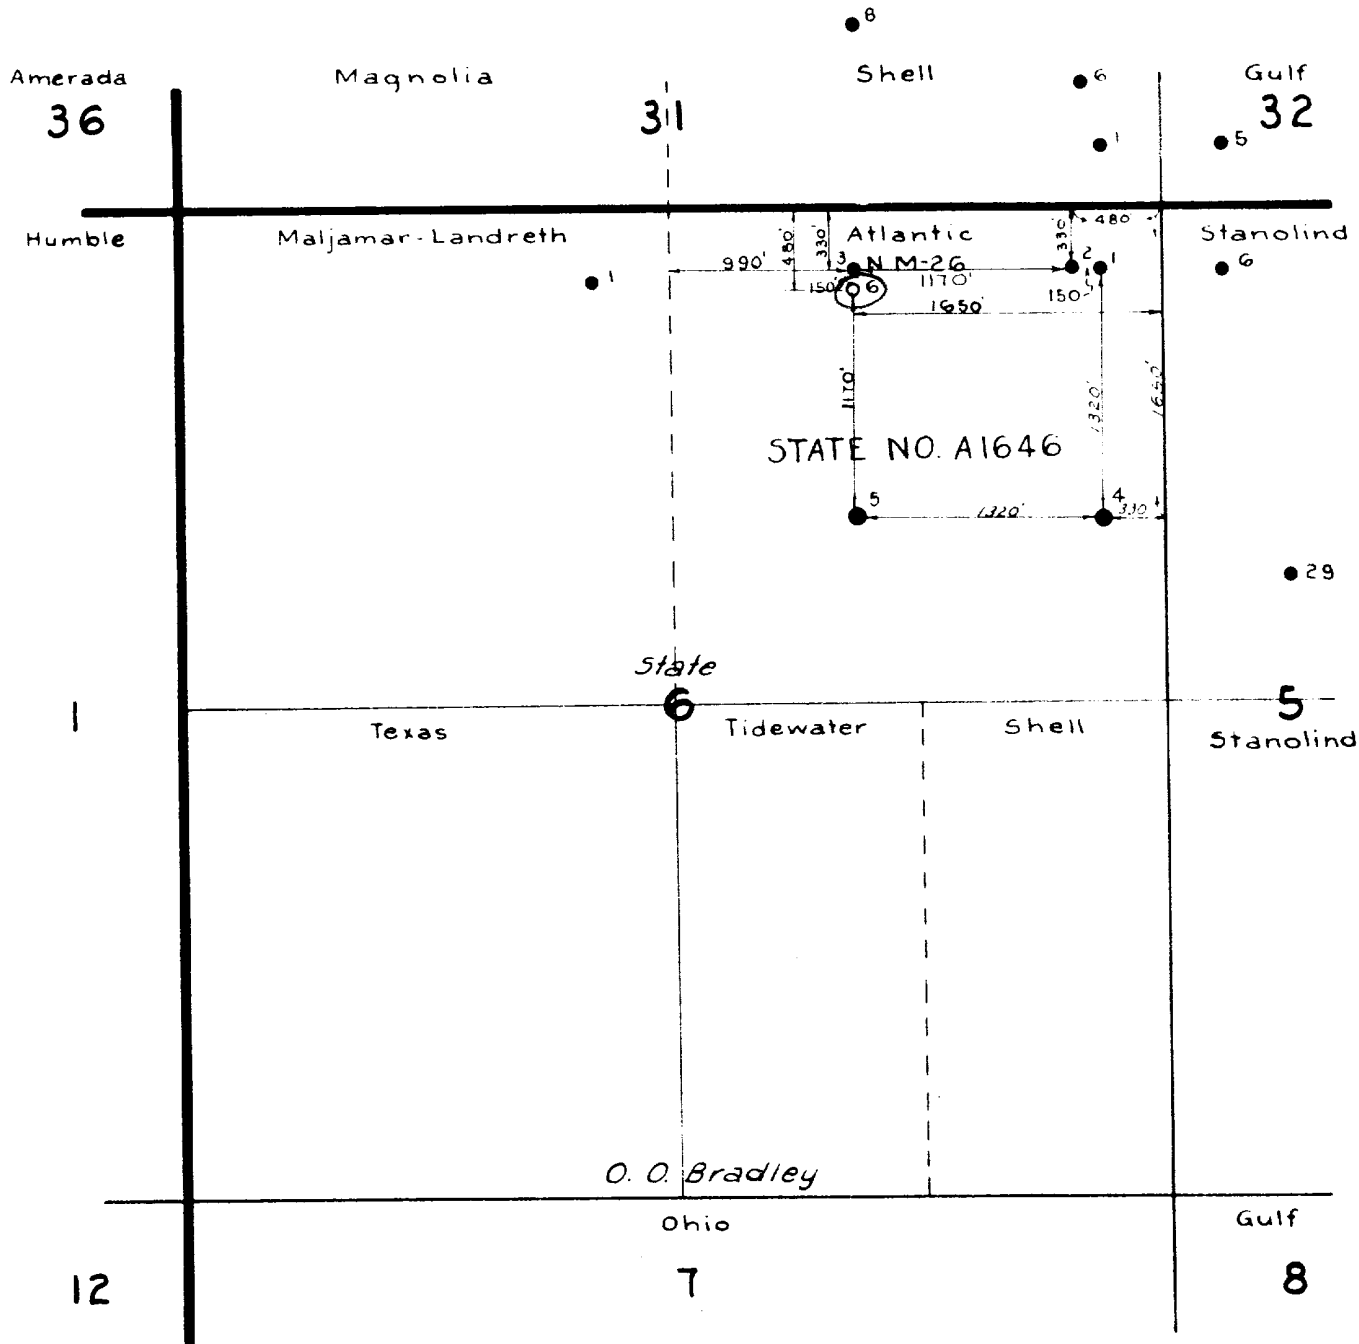 8
Amerada Magnolia Shell 6 Gulf
36 31 32
1 5
Humble Maljamar-Landreth Atlantic 330' 480' Stanolind
480' 330'
990' 3 N M-26 2 1 6
1 150' 6 1170' 150'
1650'
1170' 1320' 1650'
STATE NO. A1646
5 1320' 4 330'
29
State
1 6 5
Texas Tidewater Shell Stanolind
O. O. Bradley
Ohio Gulf
12 7 8